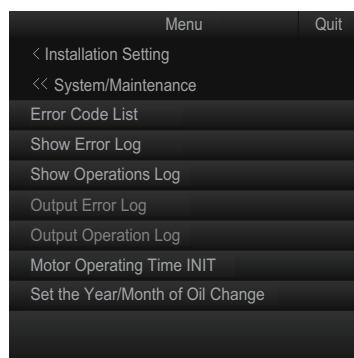 Menu Quit
< Installation Setting
<< System/Maintenance
Error Code List
Show Error Log
Show Operations Log
Output Error Log
Output Operation Log
Motor Operating Time INIT
Set the Year/Month of Oil Change